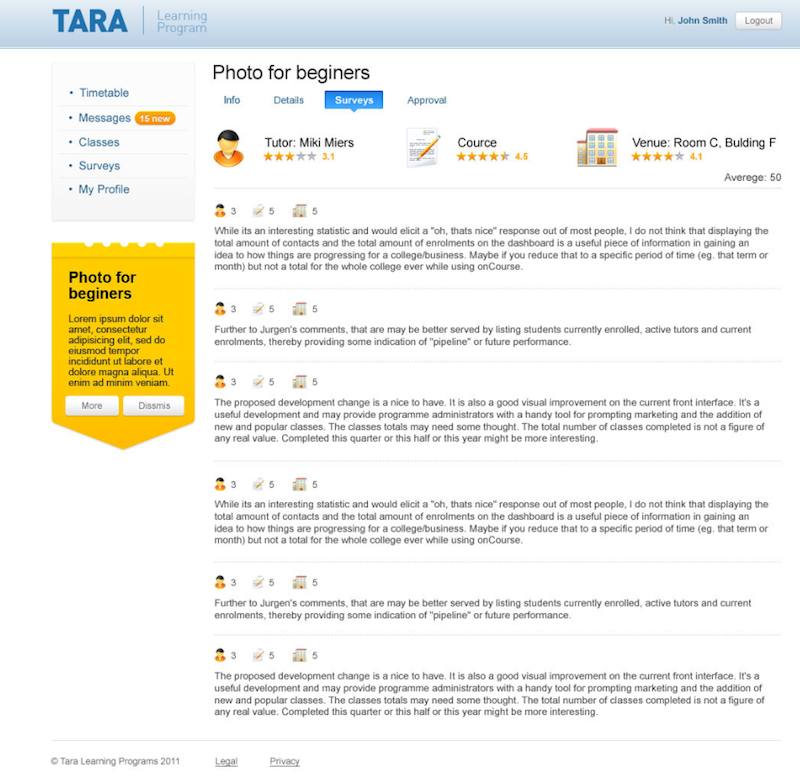 TARA
Learning
Program
Hi, John Smith
Logout
• Timetable
• Messages 15 new
• Classes
• Surveys
• My Profile
Photo for
beginers
Lorem ipsum dolor sit
amet, consectetur
adipisicing elit, sed do
eiusmod tempor
incididunt ut labore et
dolore magna aliqua. Ut
enim ad minim veniam.
More
Dissmis
Photo for beginers
Info
Details
Surveys
Approval
Tutor: Miki Miers
3.1
Cource
4.5
Venue: Room C, Bulding F
4.1
Averege: 50
3 5 5
While its an interesting statistic and would elicit a "oh, thats nice" response out of most people, I do not think that displaying the
total amount of contacts and the total amount of enrolments on the dashboard is a useful piece of information in gaining an
idea to how things are progressing for a college/business. Maybe if you reduce that to a specific period of time (eg. that term or
month) but not a total for the whole college ever while using onCourse.
3 5 5
Further to Jurgen's comments, that are may be better served by listing students currently enrolled, active tutors and current
enrolments, thereby providing some indication of "pipeline" or future performance.
3 5 5
The proposed development change is a nice to have. It is also a good visual improvement on the current front interface. It's a
useful development and may provide programme administrators with a handy tool for prompting marketing and the addition of
new and popular classes. The classes totals may need some thought. The total number of classes completed is not a figure of
any real value. Completed this quarter or this half or this year might be more interesting.
3 5 5
While its an interesting statistic and would elicit a "oh, thats nice" response out of most people, I do not think that displaying the
total amount of contacts and the total amount of enrolments on the dashboard is a useful piece of information in gaining an
idea to how things are progressing for a college/business. Maybe if you reduce that to a specific period of time (eg. that term or
month) but not a total for the whole college ever while using onCourse.
3 5 5
Further to Jurgen's comments, that are may be better served by listing students currently enrolled, active tutors and current
enrolments, thereby providing some indication of "pipeline" or future performance.
3 5 5
The proposed development change is a nice to have. It is also a good visual improvement on the current front interface. It's a
useful development and may provide programme administrators with a handy tool for prompting marketing and the addition of
new and popular classes. The classes totals may need some thought. The total number of classes completed is not a figure of
any real value. Completed this quarter or this half or this year might be more interesting.
© Tara Learning Programs 2011
Legal
Privacy